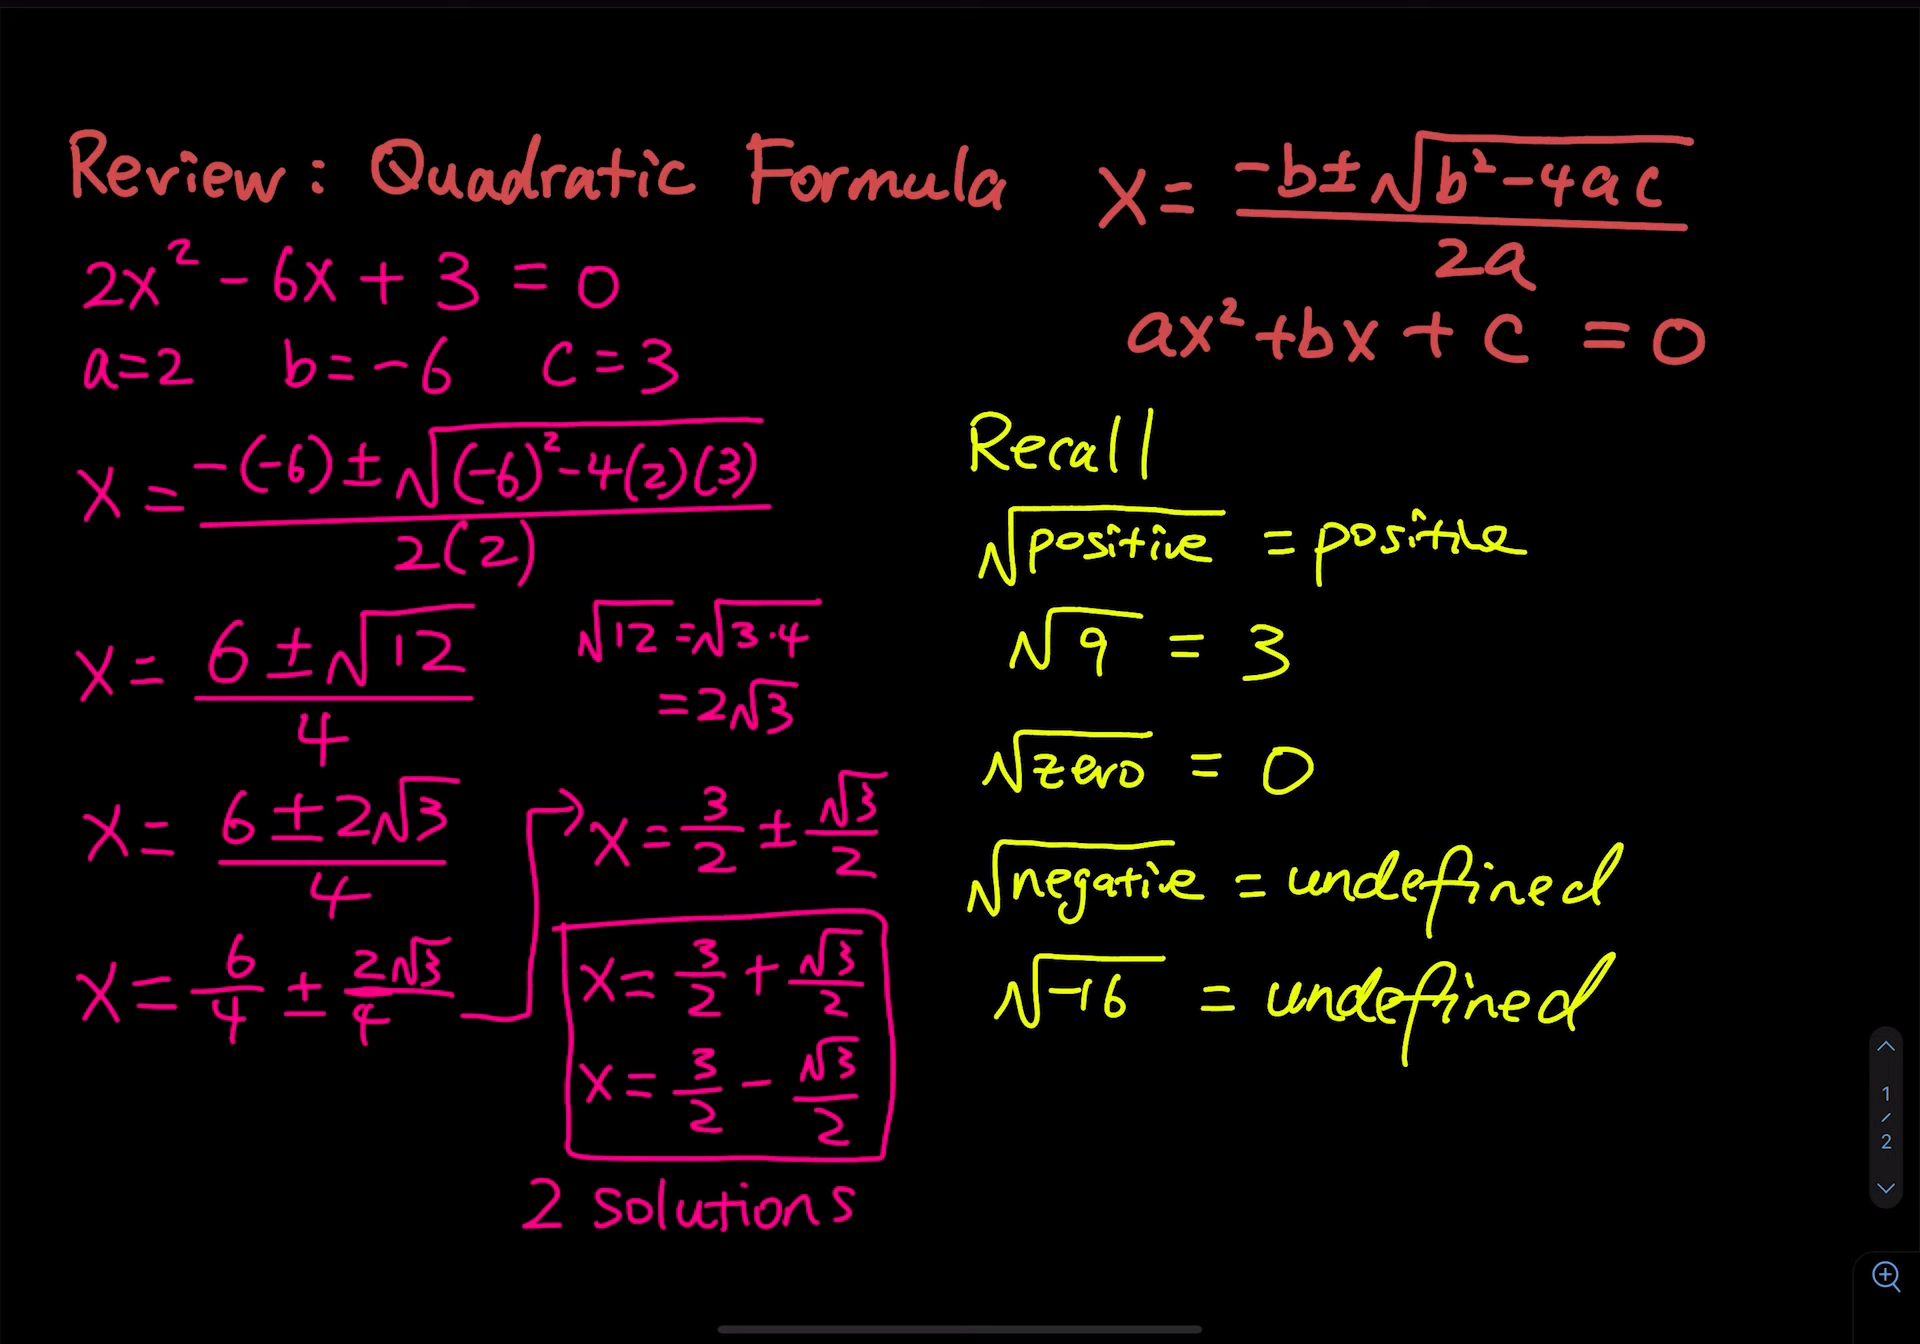 Review: Quadratic Formula
x = (-b ± √(b² - 4ac)) / 2a
ax² + bx + c = 0
2x² - 6x + 3 = 0
a=2 b=-6 c=3
x = (-(-6) ± √((-6)² - 4(2)(3))) / 2(2)
x = (6 ± √12) / 4
√12 = √3·4
= 2√3
x = (6 ± 2√3) / 4
x = 6/4 ± 2√3/4
→ x = 3/2 ± √3/2
x = 3/2 + √3/2
x = 3/2 - √3/2
2 solutions
Recall
√positive = positive
√9 = 3
√zero = 0
√negative = undefined
√-16 = undefined
1
/
2